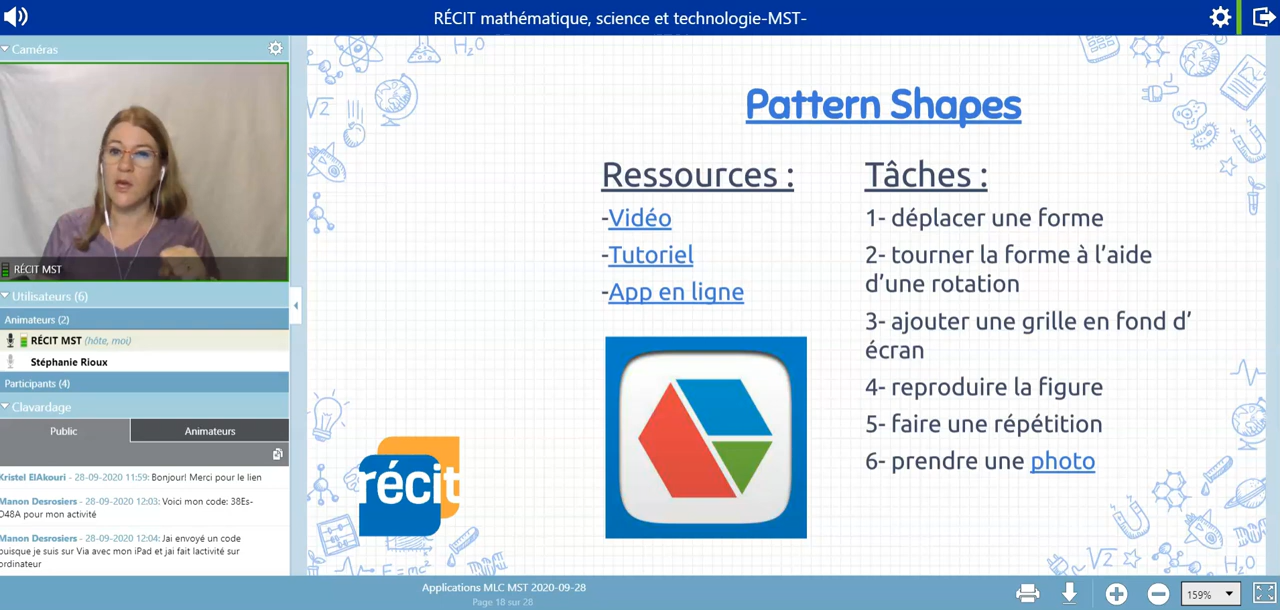 RÉCIT mathématique, science et technologie-MST-
Caméras
RÉCIT MST
Utilisateurs (6)
Animateurs (2)
RÉCIT MST (hôte, moi)
Stéphanie Rioux
Participants (4)
Clavardage
Public
Animateurs
Kristel ElAkouri - 28-09-2020 11:59: Bonjour! Merci pour le lien
Manon Desrosiers - 28-09-2020 12:03: Voici mon code: 38Es-
D48A pour mon activité
Manon Desrosiers - 28-09-2020 12:04: Jai envoyé un code
puisque je suis sur Via avec mon iPad et jai fait lactivité sur
ordinateur
H₂O
√2
Pattern Shapes
Ressources :
-Vidéo
-Tutoriel
-App en ligne
Tâches :
1- déplacer une forme
2- tourner la forme à l’aide
d’une rotation
3- ajouter une grille en fond d’
écran
4- reproduire la figure
5- faire une répétition
6- prendre une photo
récit
E=mc²
H₂O
√2
Applications MLC MST 2020-09-28
Page 18 sur 28
159%